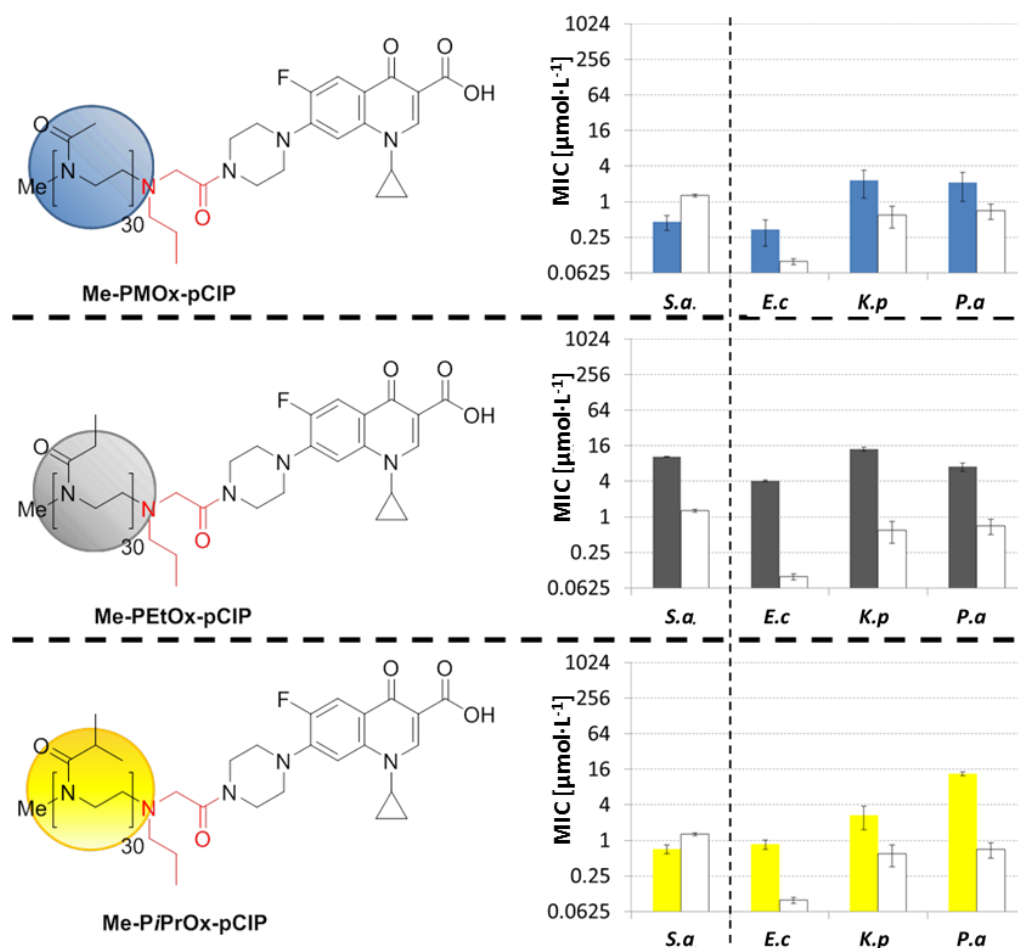 O
O
F
OH
N
N
O
N
Me
N
N
O
30
Me-PMOx-pCIP
MIC [µmol·L-1]
1024
256
64
16
4
1
0.25
0.0625
S.a.
E.c
K.p
P.a
O
O
F
OH
N
N
O
N
Me
N
N
O
30
Me-PEtOx-pCIP
MIC [µmol·L-1]
1024
256
64
16
4
1
0.25
0.0625
S.a.
E.c
K.p
P.a
O
O
F
OH
N
N
O
N
Me
N
N
O
30
Me-PiPrOx-pCIP
MIC [µmol·L-1]
1024
256
64
16
4
1
0.25
0.0625
S.a
E.c
K.p
P.a